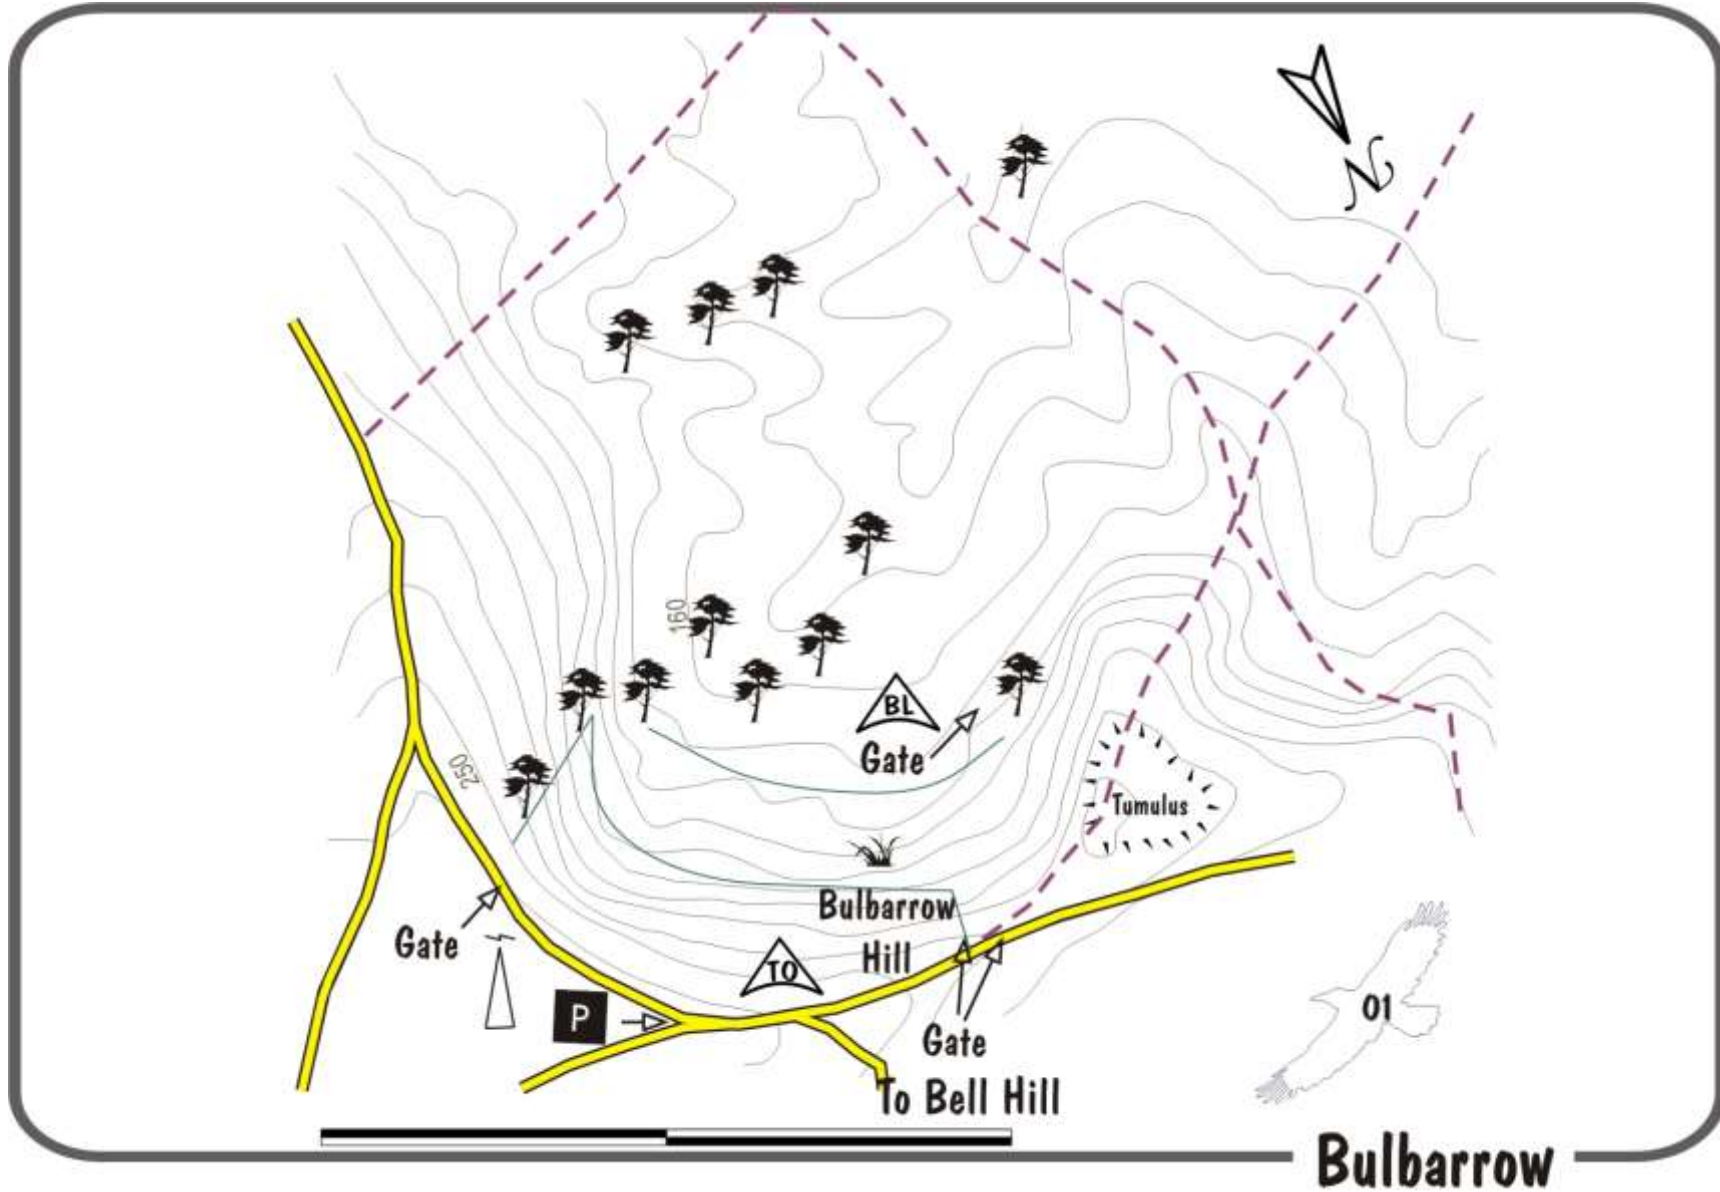 N
160
BL
Gate
250
Tumulus
Bulbarrow
Hill
Gate
TO
P
01
Gate
To Bell Hill
Bulbarrow